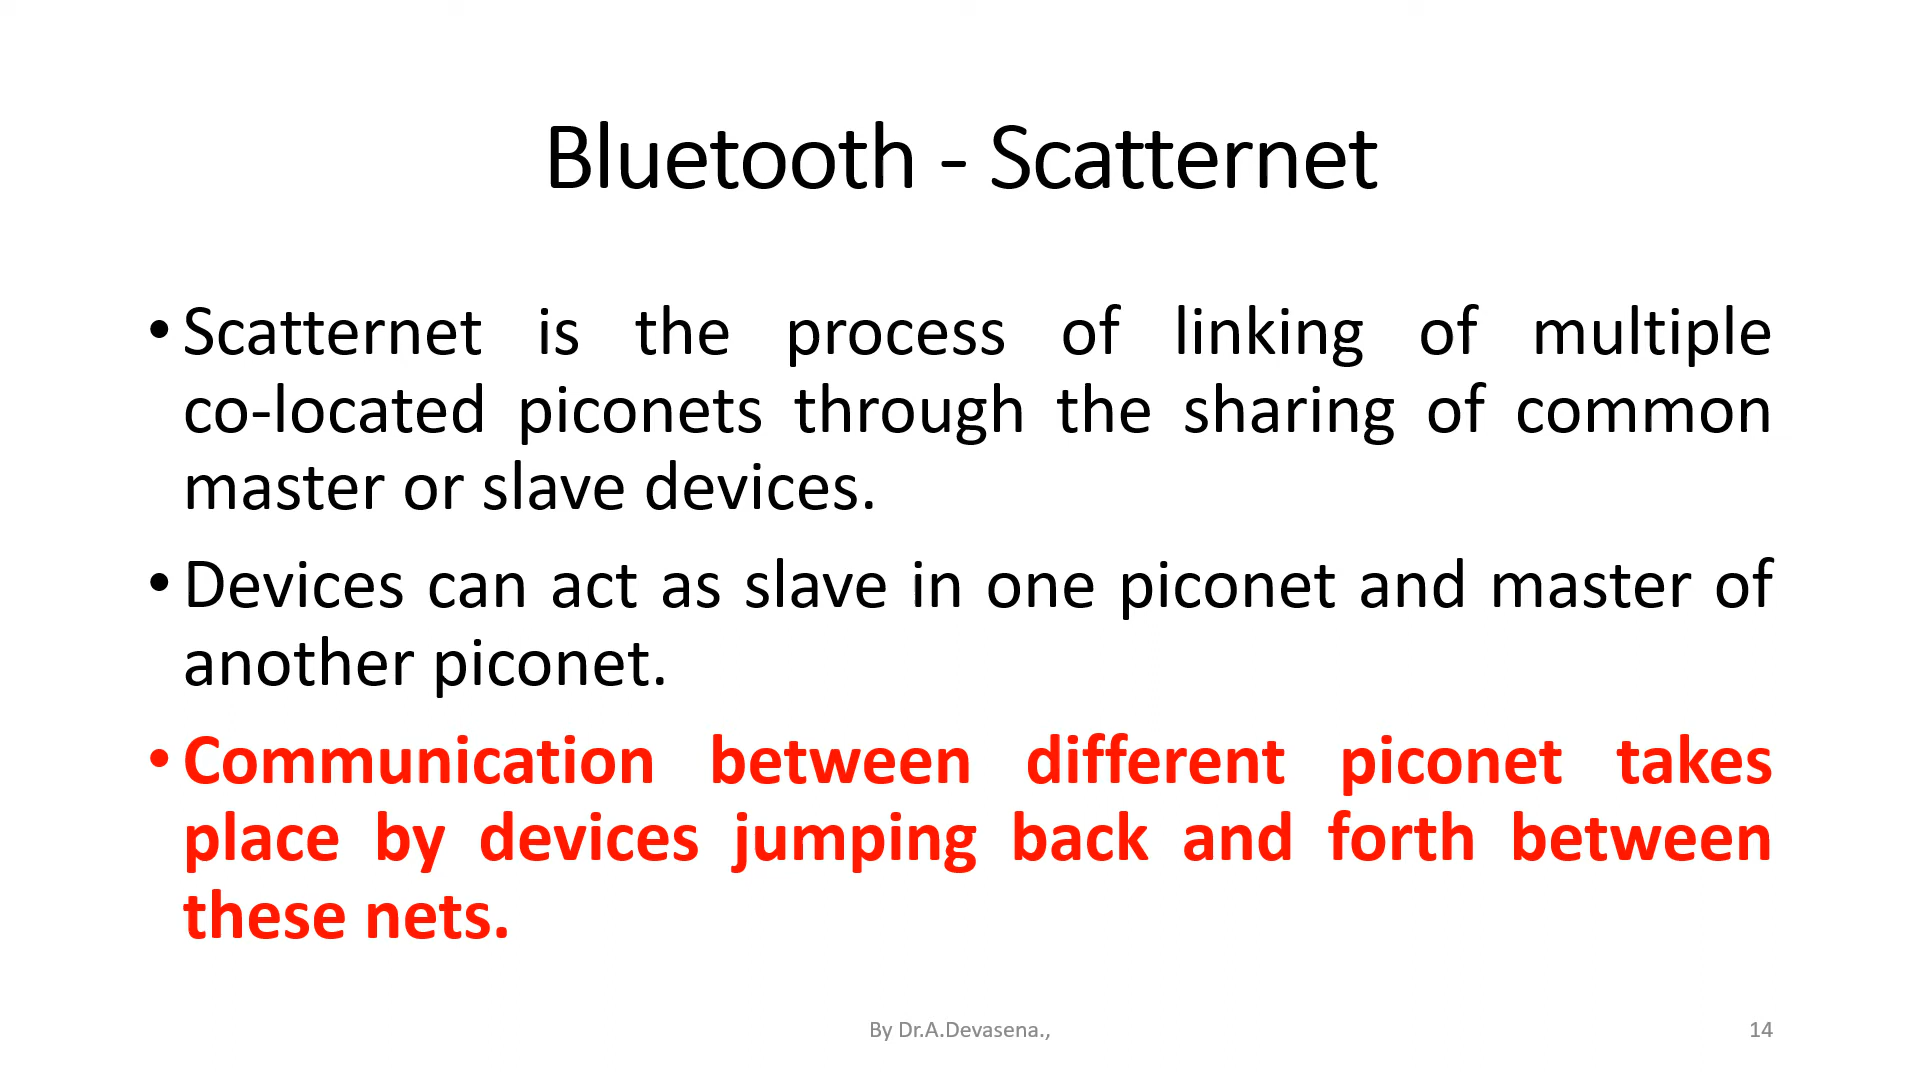 Bluetooth - Scatternet
• Scatternet is the process of linking of multiple
co-located piconets through the sharing of common
master or slave devices.
• Devices can act as slave in one piconet and master of
another piconet.
• Communication between different piconet takes
place by devices jumping back and forth between
these nets.
By Dr.A.Devasena.,
14